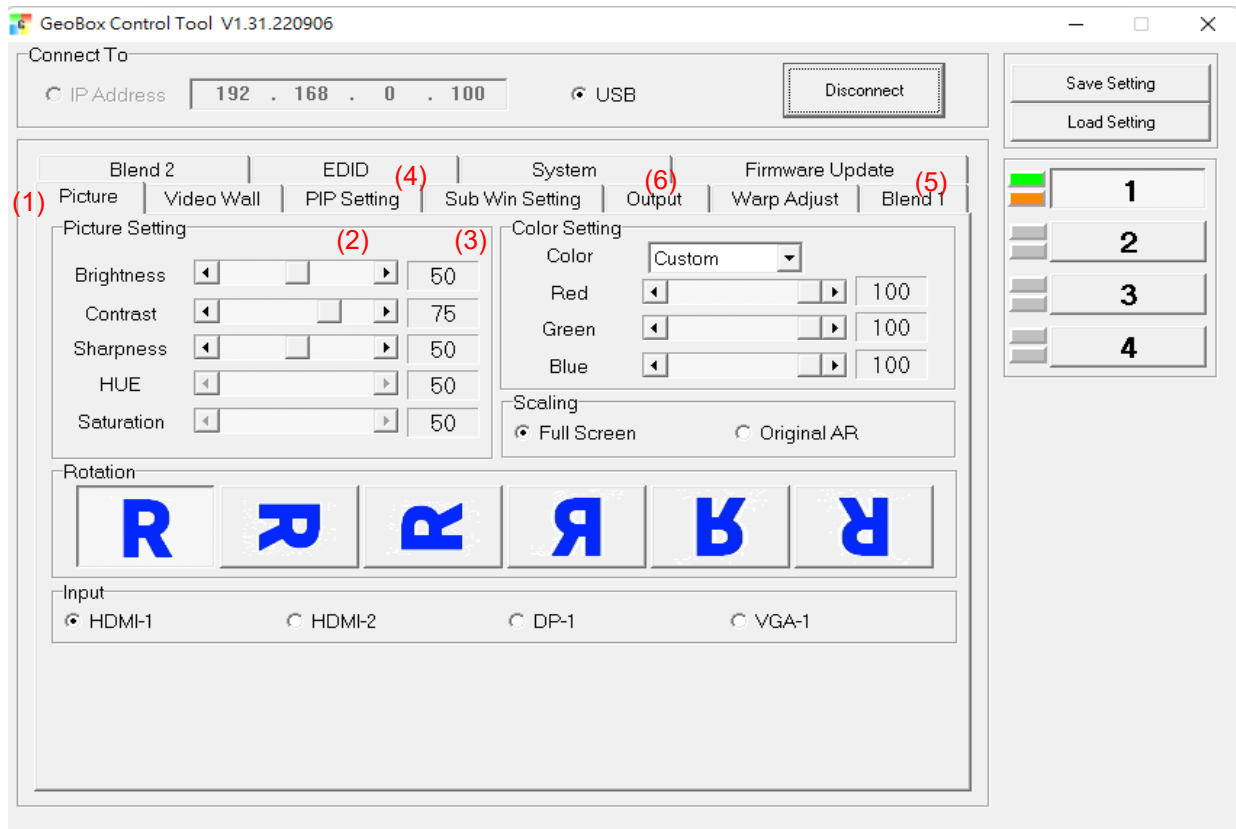 GeoBox Control Tool V1.31.220906
Connect To
IP Address 192 . 168 . 0 . 100 USB Disconnect
Save Setting
Load Setting
Blend 2 EDID System Firmware Update
(4) (6) (5)
(1) Picture Video Wall PIP Setting Sub Win Setting Output Warp Adjust Blend 1
Picture Setting
(2) (3)
Brightness 50
Contrast 75
Sharpness 50
HUE 50
Saturation 50
Color Setting
Color Custom
Red 100
Green 100
Blue 100
Scaling
Full Screen Original AR
Rotation
R R R R R R
Input
HDMI-1 HDMI-2 DP-1 VGA-1
1
2
3
4